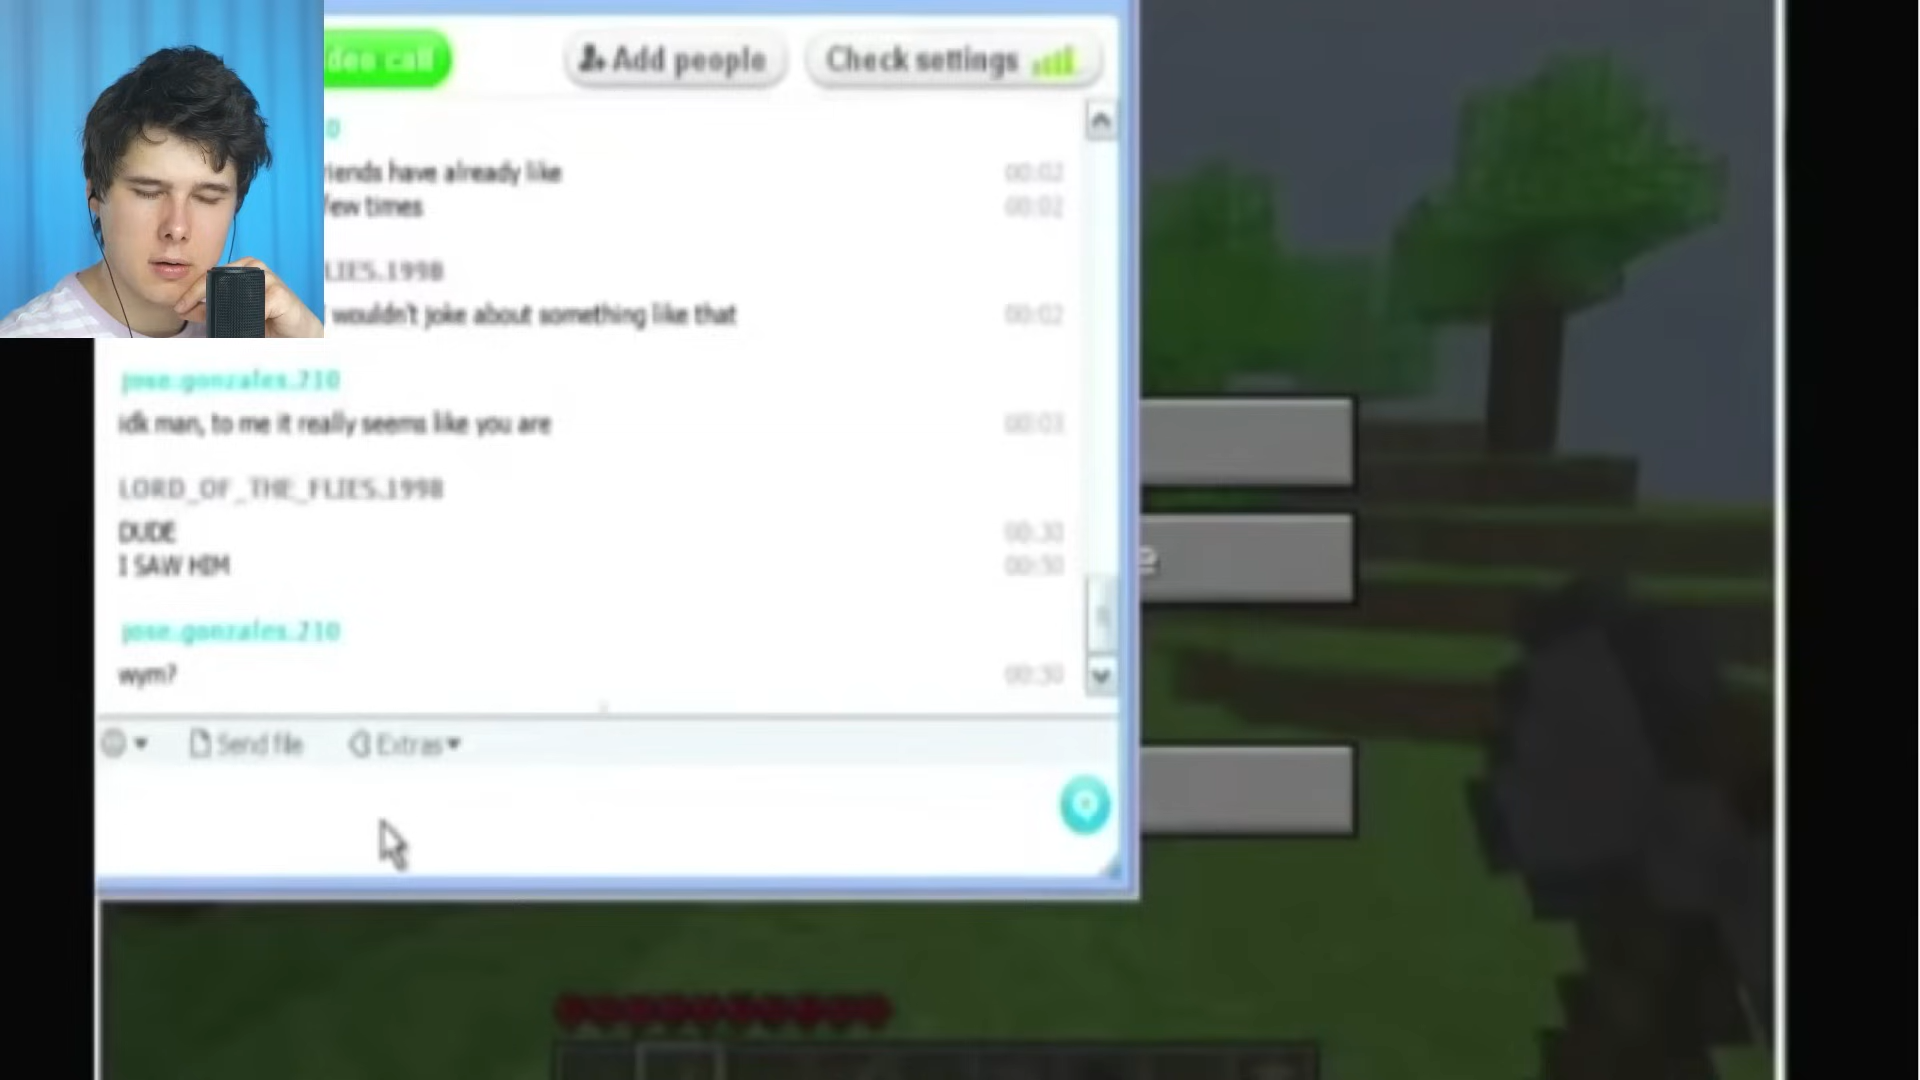 deo call
Add people
Check settings
0
riends have already like
00:02
few times
00:02
LIES.1998
wouldn't joke about something like that
00:02
jose.gonzales.210
idk man, to me it really seems like you are
00:03
LORD_OF_THE_FLIES.1998
DUDE
00:30
I SAW HIM
00:30
jose.gonzales.210
wym?
00:30
Send file
Extras
e